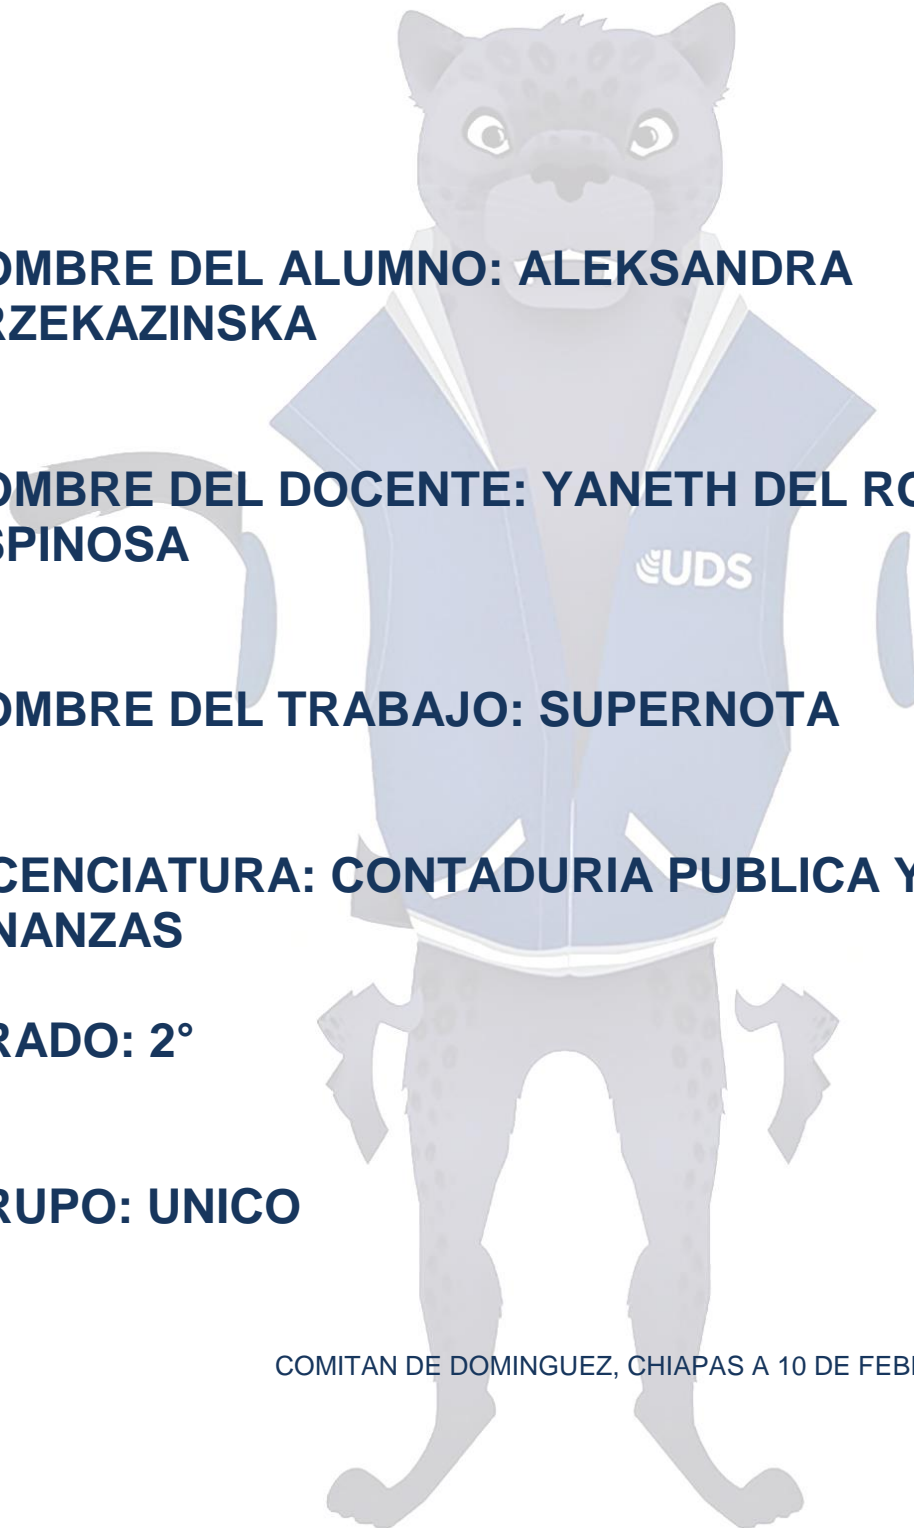 OMBRE DEL ALUMNO: ALEKSANDRA
RZEKAZINSKA
OMBRE DEL DOCENTE: YANETH DEL RO
SPINOSA
UDS
OMBRE DEL TRABAJO: SUPERNOTA
CENCIATURA: CONTADURIA PUBLICA Y
NANZAS
RADO: 2°
RUPO: UNICO
COMITAN DE DOMINGUEZ, CHIAPAS A 10 DE FEB